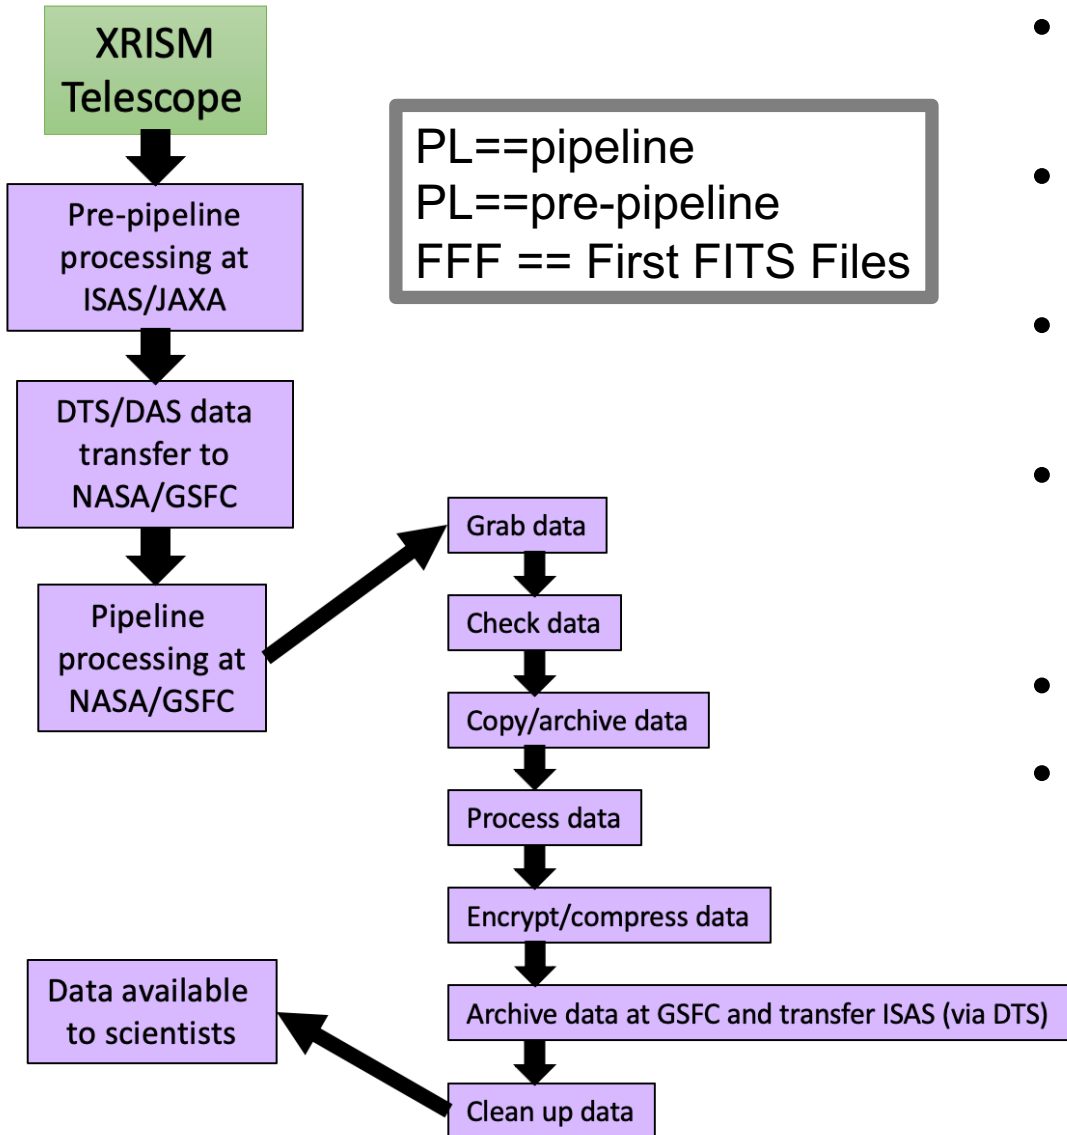 XRISM
Telescope
PL==pipeline
PL==pre-pipeline
FFF == First FITS Files
Pre-pipeline
processing at
ISAS/JAXA
DTS/DAS data
transfer to
NASA/GSFC
Pipeline
processing at
NASA/GSFC
Grab data
Check data
Copy/archive data
Process data
Encrypt/compress data
Archive data at GSFC and transfer ISAS (via DTS)
Clean up data
Data available
to scientists